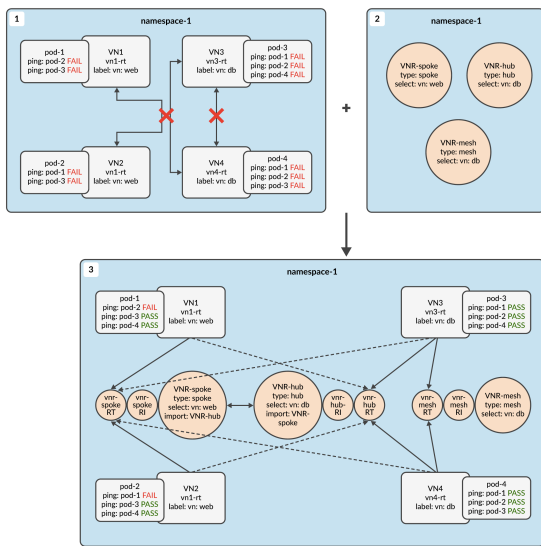 1
namespace-1
pod-1
ping: pod-2 FAIL
ping: pod-3 FAIL
VN1
vn1-rt
label: vn: web
VN3
vn3-rt
label: vn: db
pod-3
ping: pod-1 FAIL
ping: pod-2 FAIL
ping: pod-4 FAIL
pod-2
ping: pod-1 FAIL
ping: pod-3 FAIL
VN2
vn1-rt
label: vn: web
VN4
vn4-rt
label: vn: db
pod-4
ping: pod-1 FAIL
ping: pod-2 FAIL
ping: pod-3 FAIL
+
2
namespace-1
VNR-spoke
type: spoke
select: vn: web
VNR-hub
type: hub
select: vn: db
VNR-mesh
type: mesh
select: vn: db
3
namespace-1
pod-1
ping: pod-2 FAIL
ping: pod-3 PASS
ping: pod-4 PASS
VN1
vn1-rt
label: vn: web
VN3
vn3-rt
label: vn: db
pod-3
ping: pod-1 PASS
ping: pod-2 PASS
ping: pod-4 PASS
vnr-
spoke
RT
vnr-
spoke
RI
VNR-spoke
type: spoke
select: vn: web
import: VNR-hub
VNR-hub
type: hub
select: vn: db
import: VNR-
spoke
vnr-
hub-
RI
vnr-
hub
RT
vnr-
mesh
RT
vnr-
mesh
RI
VNR-mesh
type: mesh
select: vn: db
pod-2
ping: pod-1 FAIL
ping: pod-3 PASS
ping: pod-4 PASS
VN2
vn1-rt
label: vn: web
VN4
vn4-rt
label: vn: db
pod-4
ping: pod-1 PASS
ping: pod-2 PASS
ping: pod-3 PASS